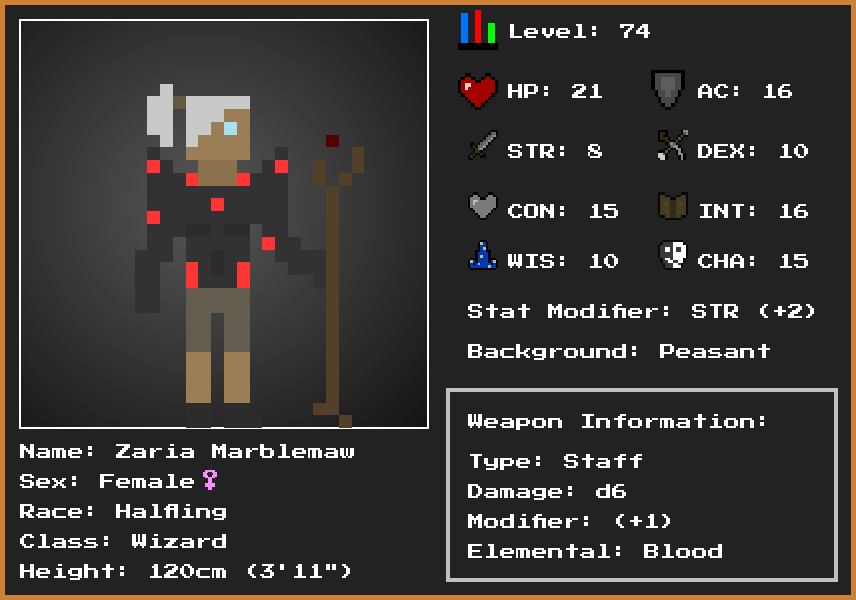 Level: 74
HP: 21
AC: 16
STR: 8
DEX: 10
CON: 15
INT: 16
WIS: 10
CHA: 15
Stat Modifier: STR (+2)
Background: Peasant
Weapon Information:
Type: Staff
Damage: d6
Modifier: (+1)
Elemental: Blood
Name: Zaria Marblemaw
Sex: Female♀
Race: Halfling
Class: Wizard
Height: 120cm (3'11")